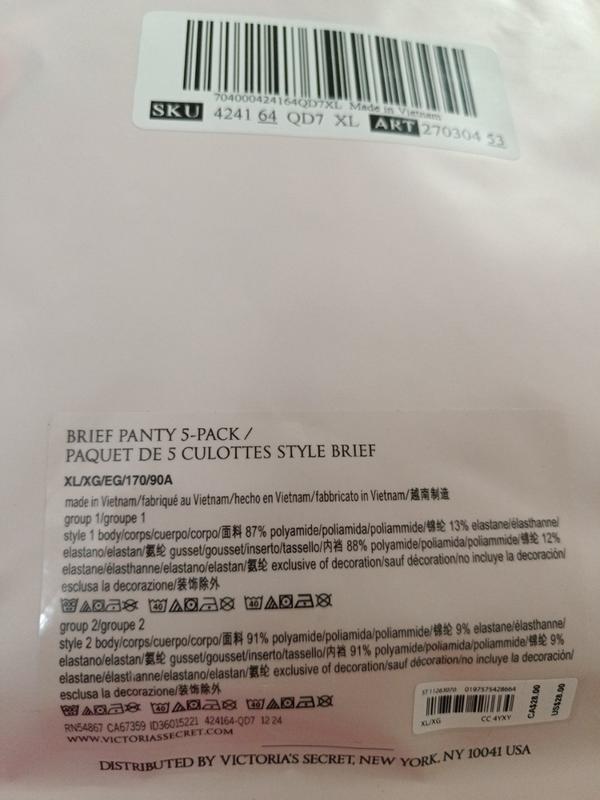 704000424164QD7XL Made in Vietnam
SKU 4241 64 QD7 XL ART 270304 53
BRIEF PANTY 5-PACK /
PAQUET DE 5 CULOTTES STYLE BRIEF
XL/XG/EG/170/90A
made in Vietnam/fabriqué au Vietnam/hecho en Vietnam/fabbricato in Vietnam/越南制造
group 1/groupe 1
style 1 body/corps/cuerpo/corpo/面料 87% polyamide/poliamida/poliammide/锦纶 13% elastane/élasthanne/
elastano/elastan/氨纶 gusset/gousset/inserto/tassello/内裆 88% polyamide/poliamida/poliammide/锦纶 12%
elastane/élasthanne/elastano/elastan/氨纶 exclusive of decoration/sauf décoration/no incluye la decoración/
esclusa la decorazione/装饰除外
40 40
group 2/groupe 2
style 2 body/corps/cuerpo/corpo/面料 91% polyamide/poliamida/poliammide/锦纶 9% elastane/élasthanne/
elastano/elastan/氨纶 gusset/gousset/inserto/tassello/内裆 91% polyamide/poliamida/poliammide/锦纶 9%
elastane/élasthanne/elastano/elastan/氨纶 exclusive of decoration/sauf décoration/no incluye la decoración/
esclusa la decorazione/装饰除外
40 40
RN54867 CA67359 ID36015221 424164-QD7 12 24
WWW.VICTORIASSECRET.COM
ST11263070 0197575428664
XL/XG CC 4YXY
CA$28.00
US$28.00
DISTRIBUTED BY VICTORIA'S SECRET, NEW YORK, NY 10041 USA